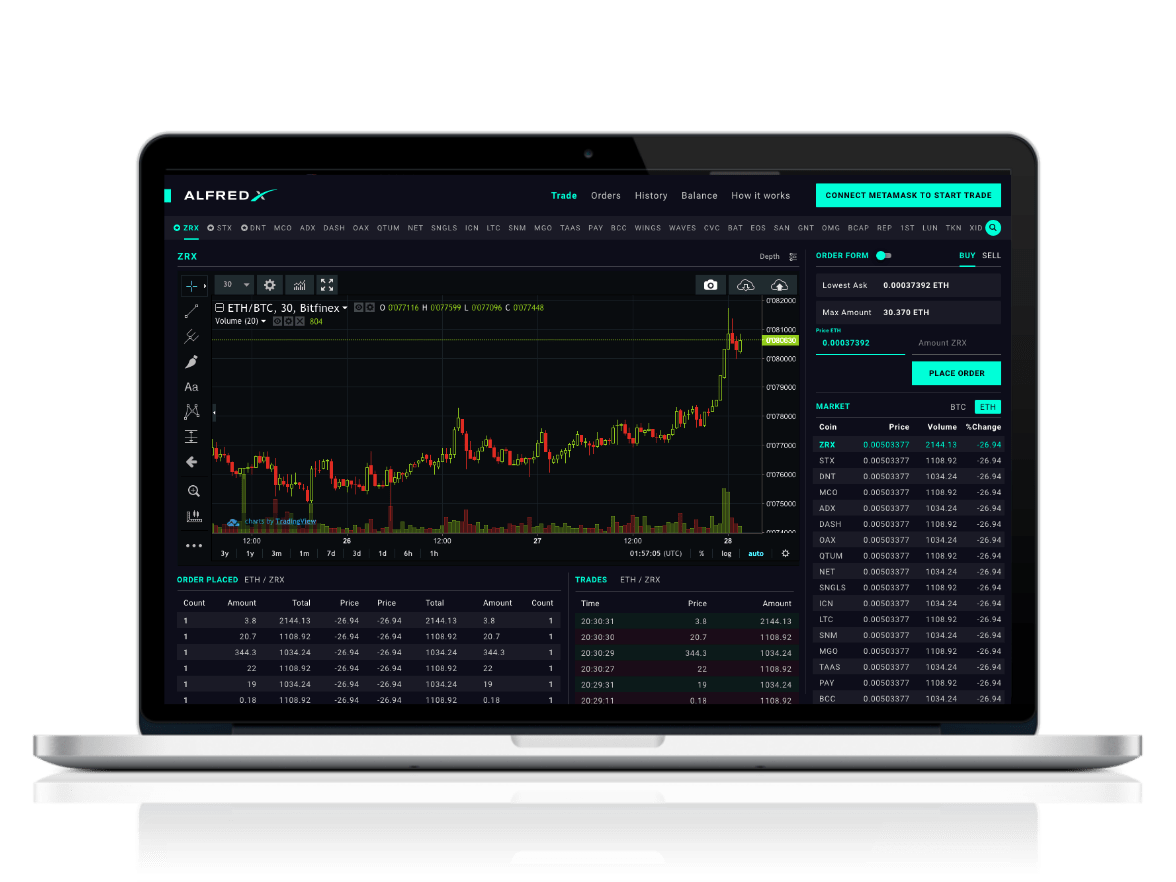 ALFRED X
Trade Orders History Balance How it works CONNECT METAMASK TO START TRADE
ZRX STX DNT MCO ADX DASH OAX QTUM NET SNGLS ICN LTC SNM MGO TAAS PAY BCC WINGS WAVES CVC BAT EOS SAN GNT OMG BCAP REP 1ST LUN TKN XID
ZRX Depth
30
ETH/BTC, 30, Bitfinex O 0'077116 H 0'077599 L 0'077096 C 0'077448
Volume (20) 804
Aa
0'082000
0'081000
0'080630
0'080000
0'079000
0'078000
0'077000
0'076000
0'075000
0'074000
charts by TradingView
12:00 26 12:00 27 12:00 28
3y 1y 3m 1m 7d 3d 1d 6h 1h 01:57:05 (UTC) % log auto
ORDER FORM BUY SELL
Lowest Ask 0.00037392 ETH
Max Amount 30.370 ETH
Price ETH
0.00037392 Amount ZRX
PLACE ORDER
MARKET BTC ETH
Coin Price Volume %Change
ZRX 0.00503377 2144.13 -26.94
STX 0.00503377 1108.92 -26.94
DNT 0.00503377 1034.24 -26.94
MCO 0.00503377 1108.92 -26.94
ADX 0.00503377 1034.24 -26.94
DASH 0.00503377 1108.92 -26.94
OAX 0.00503377 1034.24 -26.94
QTUM 0.00503377 1108.92 -26.94
NET 0.00503377 1034.24 -26.94
SNGLS 0.00503377 1108.92 -26.94
ICN 0.00503377 1034.24 -26.94
LTC 0.00503377 1108.92 -26.94
SNM 0.00503377 1034.24 -26.94
MGO 0.00503377 1108.92 -26.94
TAAS 0.00503377 1034.24 -26.94
PAY 0.00503377 1108.92 -26.94
BCC 0.00503377 1034.24 -26.94
ORDER PLACED ETH / ZRX
Count Amount Total Price Price Total Amount Count
1 3.8 2144.13 -26.94 -26.94 2144.13 3.8 1
1 20.7 1108.92 -26.94 -26.94 1108.92 20.7 1
1 344.3 1034.24 -26.94 -26.94 1034.24 344.3 1
1 22 1108.92 -26.94 -26.94 1108.92 22 1
1 19 1034.24 -26.94 -26.94 1034.24 19 1
1 0.18 1108.92 -26.94 -26.94 1108.92 0.18 1
TRADES ETH / ZRX
Time Price Amount
20:30:31 3.8 2144.13
20:30:30 20.7 1108.92
20:30:29 344.3 1034.24
20:30:27 22 1108.92
20:29:31 19 1034.24
20:29:11 0.18 1108.92